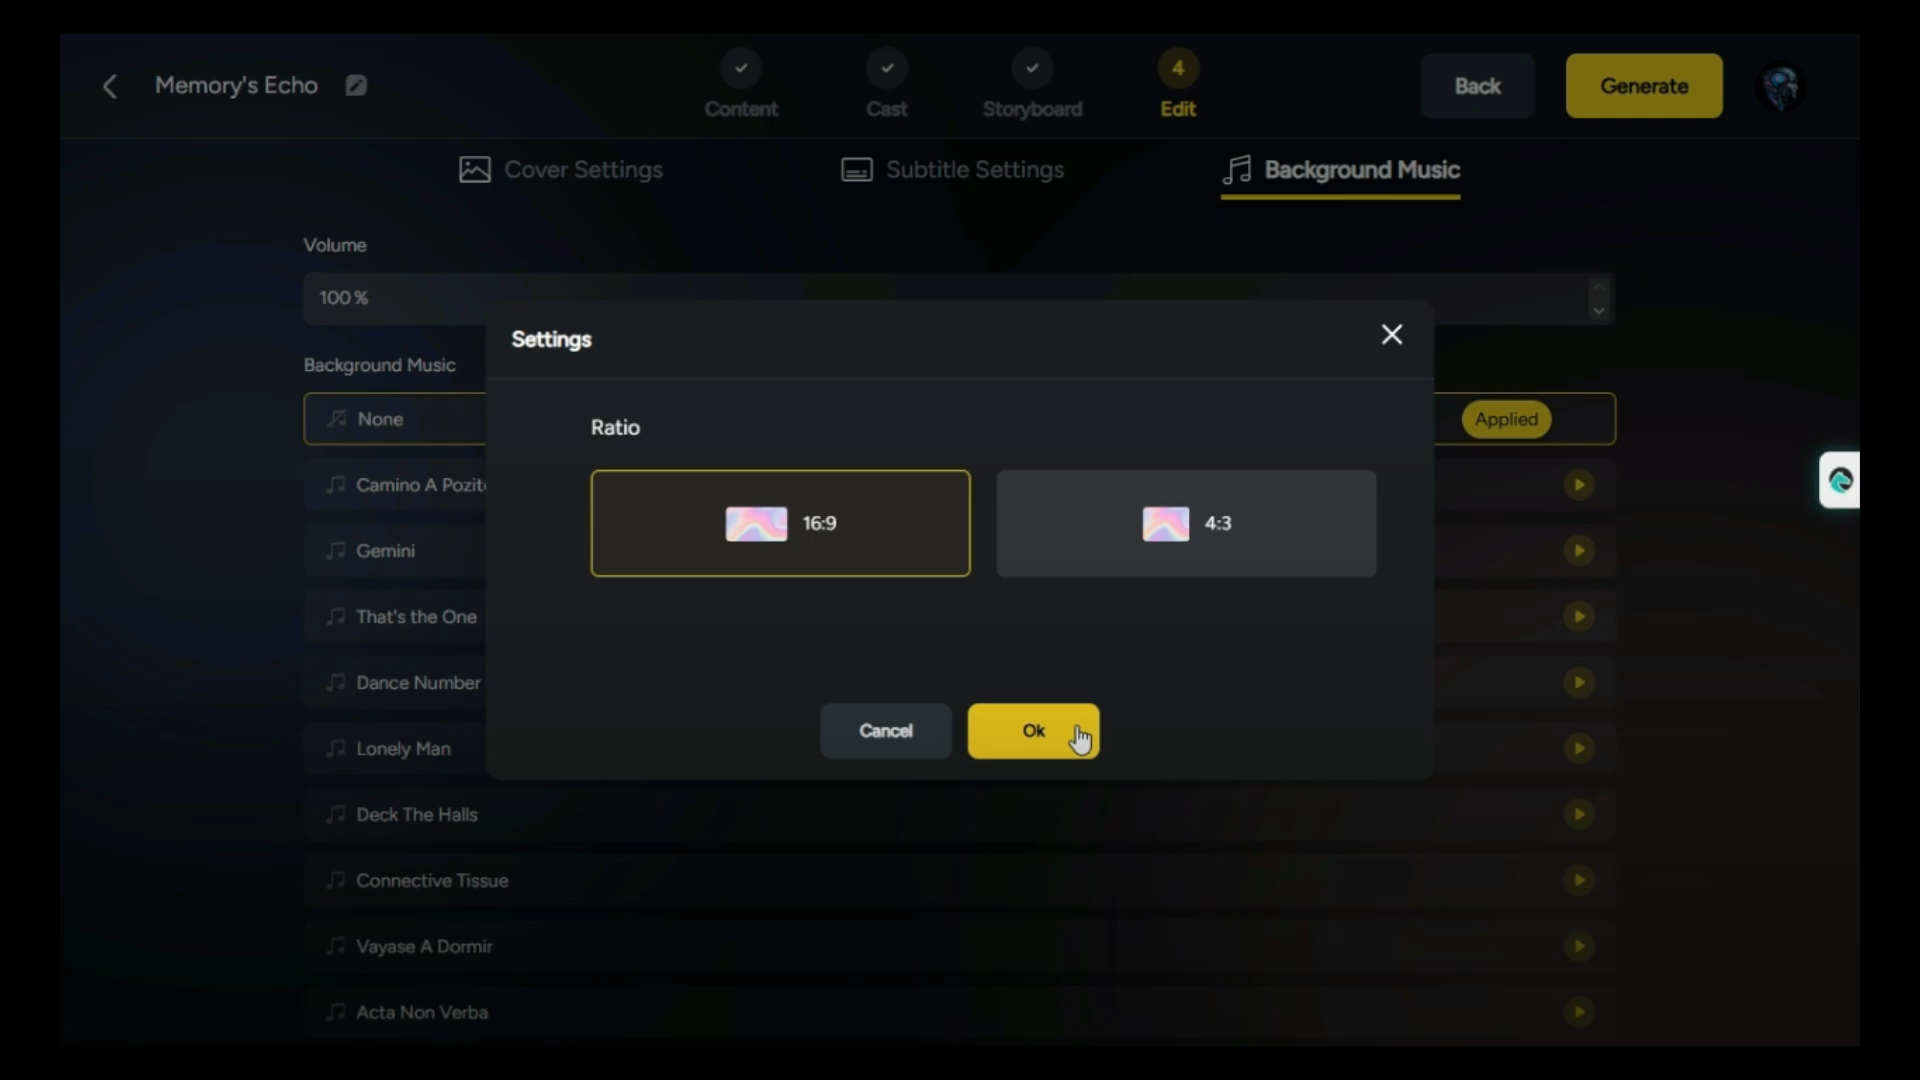 Memory's Echo
Content
Cast
Storyboard
4
Edit
Back
Generate
Cover Settings
Subtitle Settings
Background Music
Volume
100 %
Settings
Background Music
Ratio
None
Applied
Camino A Pozit
16:9
4:3
Gemini
That's the One
Dance Number
Cancel
Ok
Lonely Man
Deck The Halls
Connective Tissue
Vayase A Dormir
Acta Non Verba